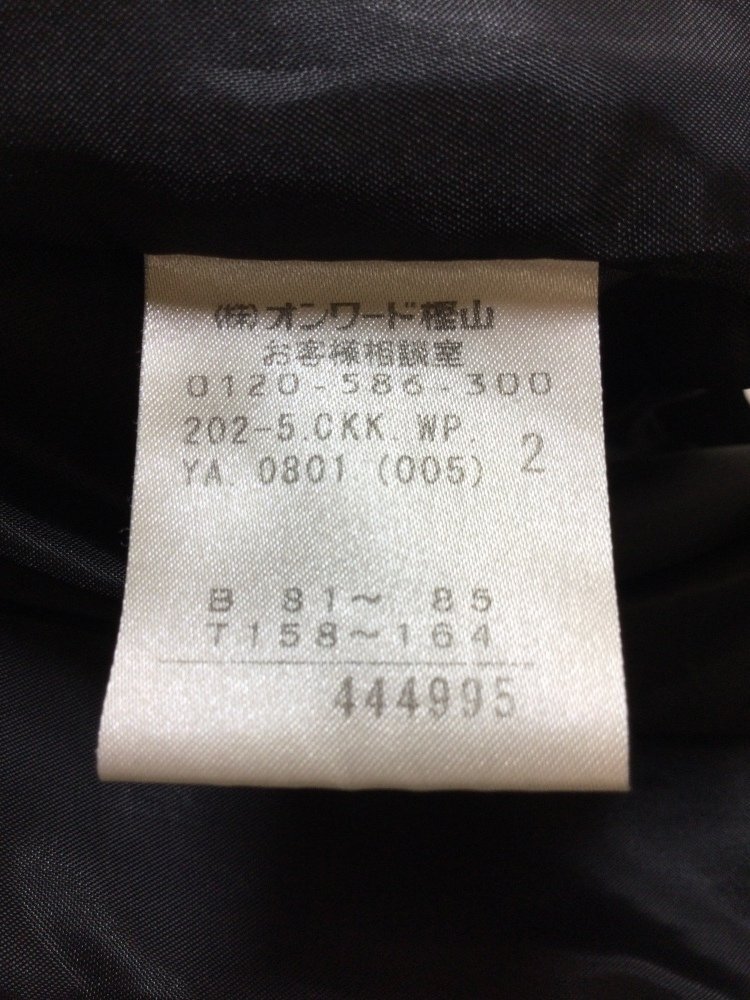 (株)オンワード樫山
お客様相談室
0120-586-300
202-5.CKK.WP.
YA.0801(005) 2
B 81～ 85
T158～164
444995